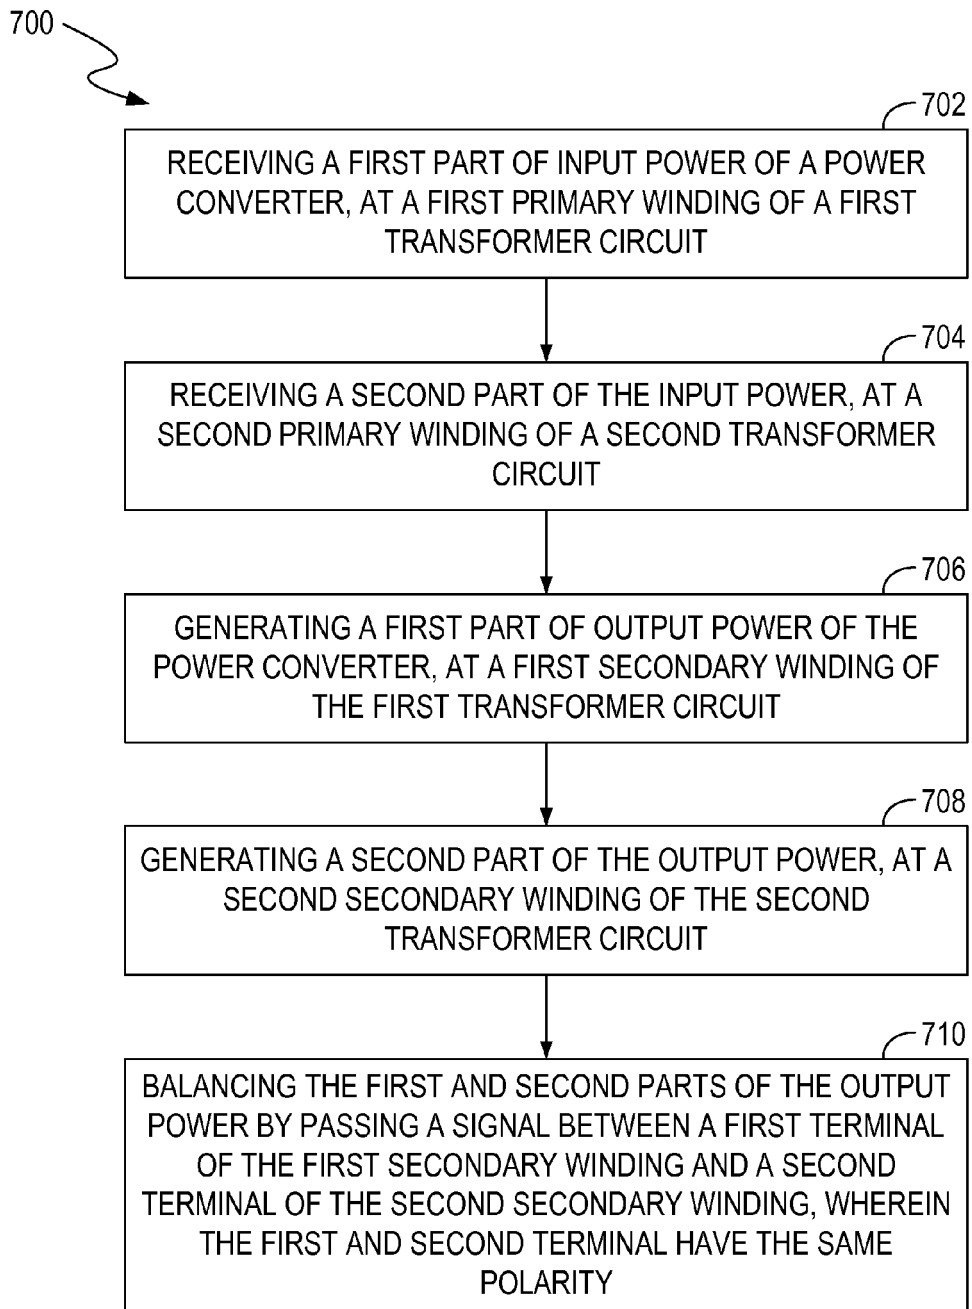 700
702
RECEIVING A FIRST PART OF INPUT POWER OF A POWER
CONVERTER, AT A FIRST PRIMARY WINDING OF A FIRST
TRANSFORMER CIRCUIT
704
RECEIVING A SECOND PART OF THE INPUT POWER, AT A
SECOND PRIMARY WINDING OF A SECOND TRANSFORMER
CIRCUIT
706
GENERATING A FIRST PART OF OUTPUT POWER OF THE
POWER CONVERTER, AT A FIRST SECONDARY WINDING OF
THE FIRST TRANSFORMER CIRCUIT
708
GENERATING A SECOND PART OF THE OUTPUT POWER, AT A
SECOND SECONDARY WINDING OF THE SECOND
TRANSFORMER CIRCUIT
710
BALANCING THE FIRST AND SECOND PARTS OF THE OUTPUT
POWER BY PASSING A SIGNAL BETWEEN A FIRST TERMINAL
OF THE FIRST SECONDARY WINDING AND A SECOND
TERMINAL OF THE SECOND SECONDARY WINDING, WHEREIN
THE FIRST AND SECOND TERMINAL HAVE THE SAME
POLARITY